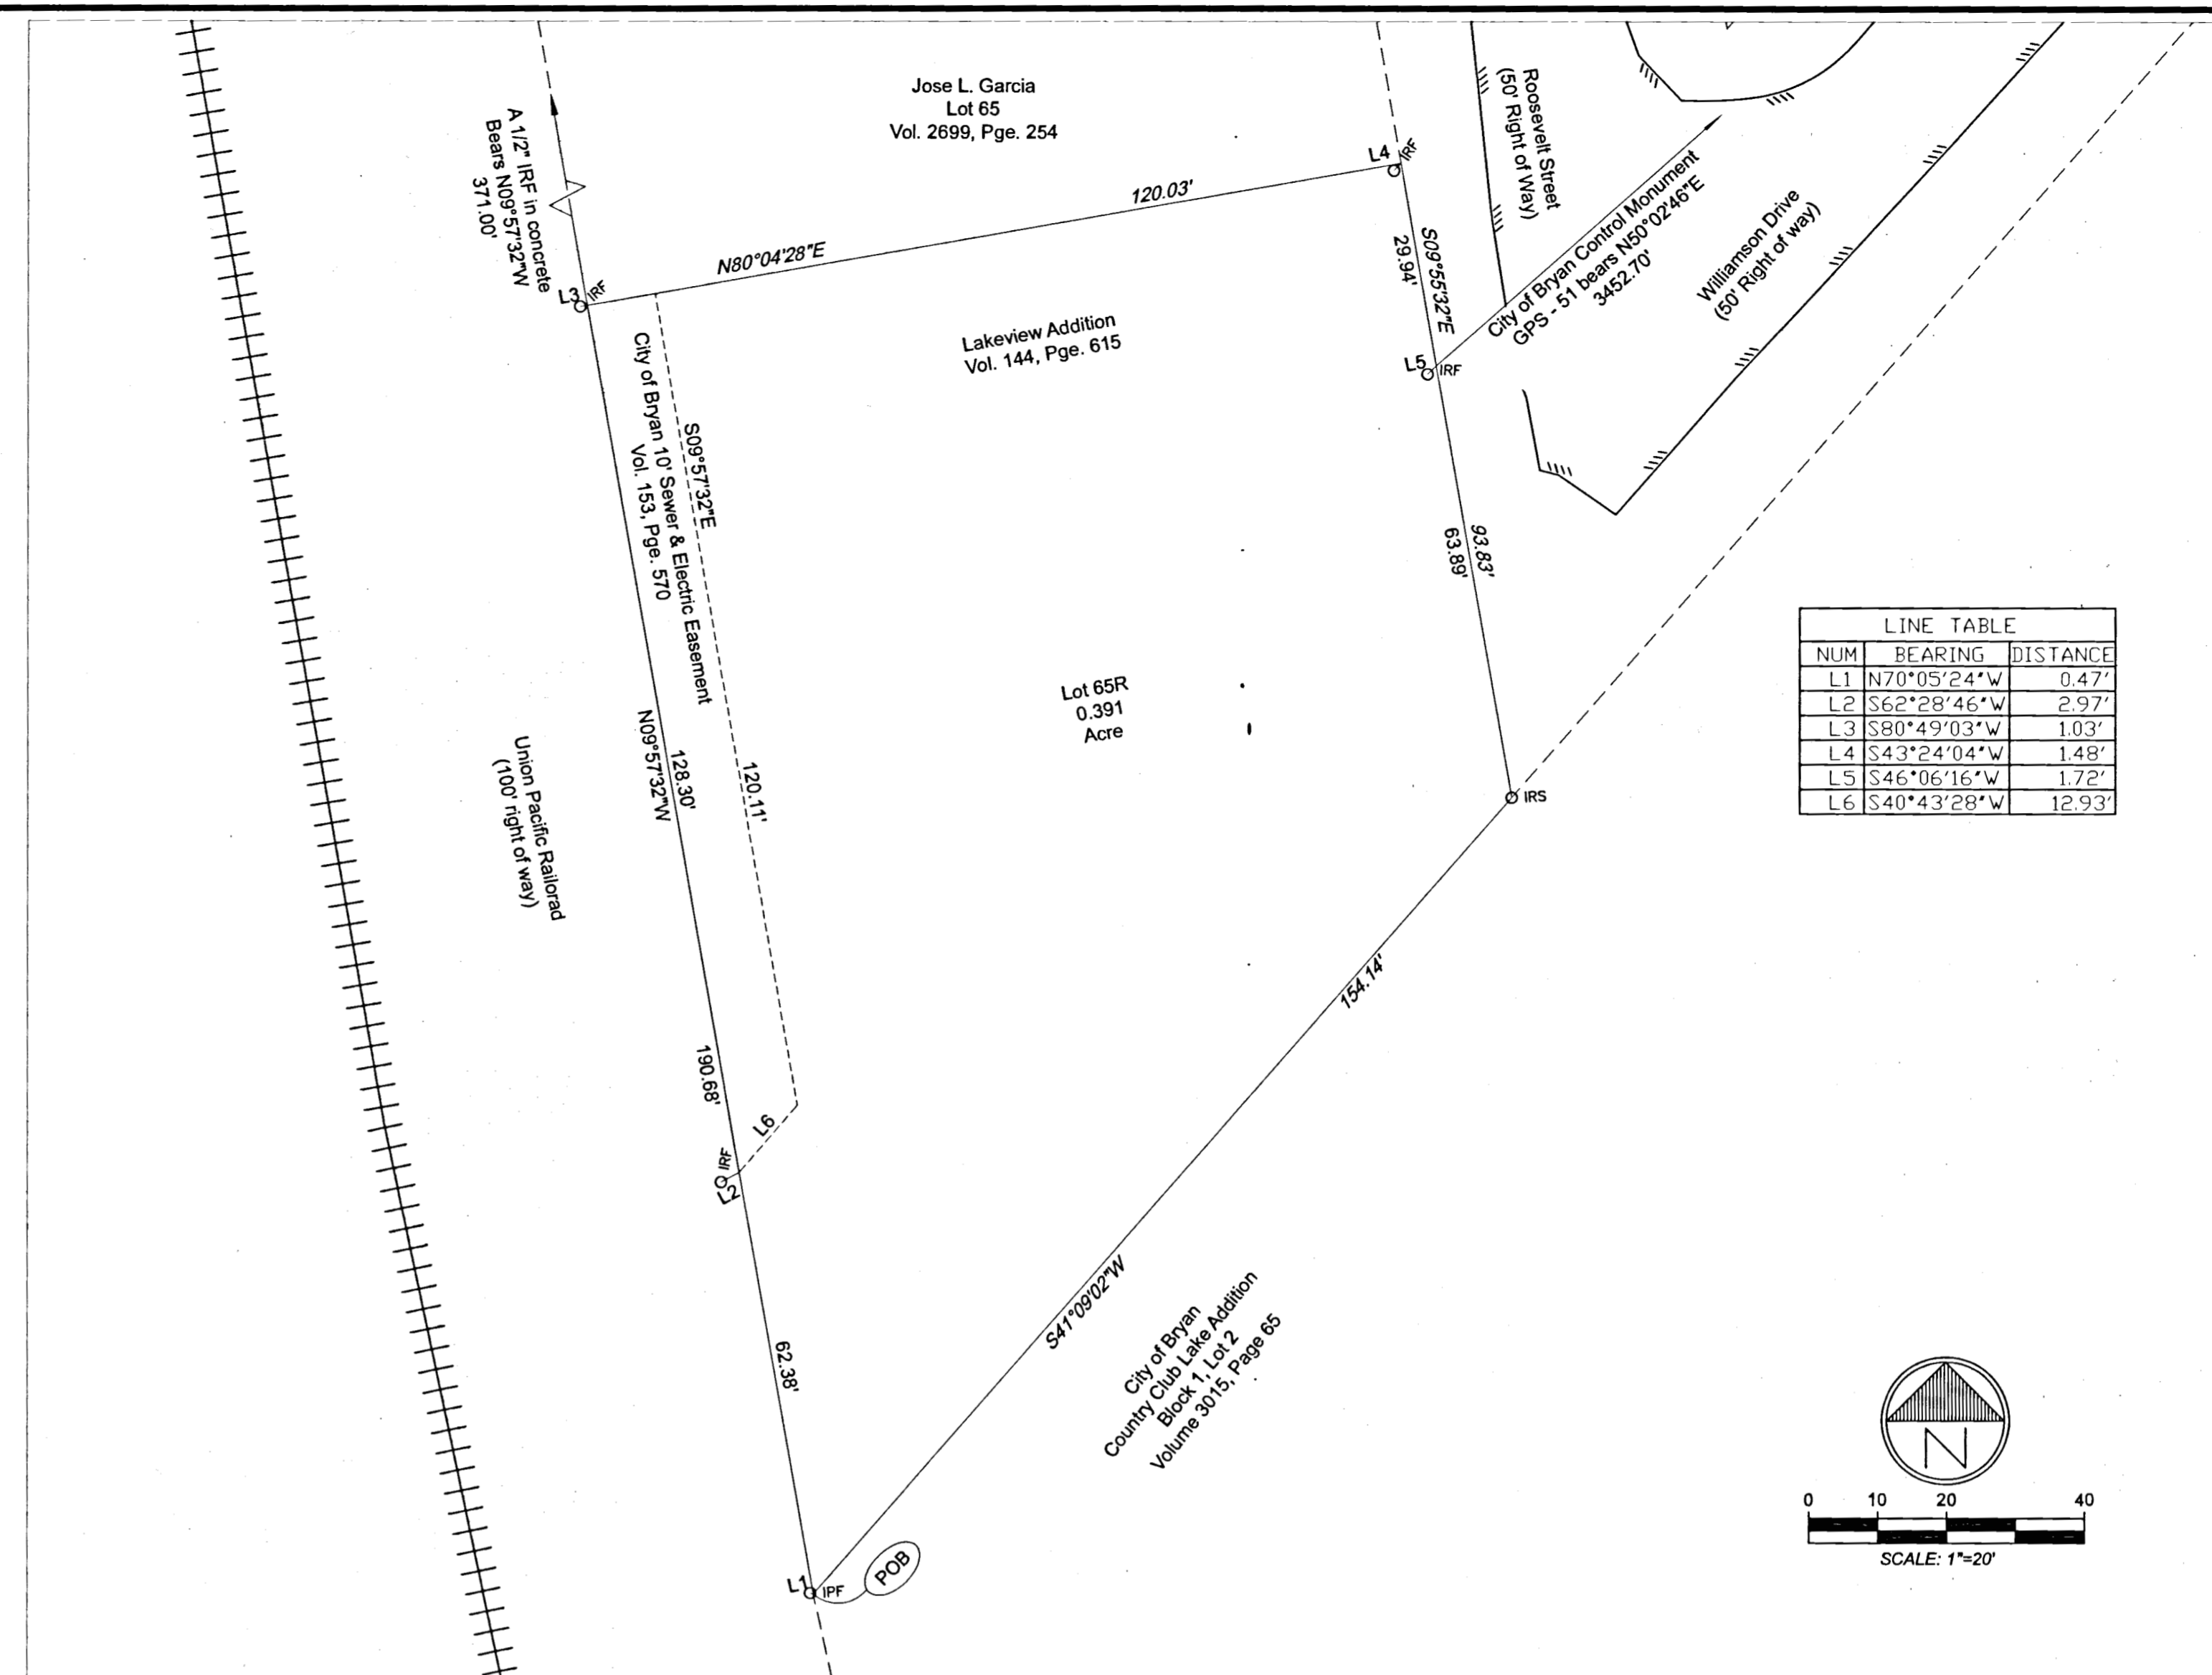 Jose L. Garcia
Lot 65
Vol. 2699, Pge. 254
A 1/2" IRF in concrete
Bears N09°57'32"W
371.00'
L3
IRF
N80°04'28"E
120.03'
L4
IRF
Roosevelt Street
(50' Right of Way)
City of Bryan Control Monument
GPS - 51 bears N50°02'46"E
3452.70'
Williamson Drive
(50' Right of way)
S09°55'32"E
29.94'
L5
IRF
Lakeview Addition
Vol. 144, Pge. 615
City of Bryan 10' Sewer & Electric Easement
Vol. 153, Pge. 570
S09°57'32"E
93.83'
63.89'
Lot 65R
0.391
Acre
Union Pacific Railorad
(100' right of way)
128.30'
N09°57'32"W
120.11'
IRS
LINE TABLE
NUM BEARING DISTANCE
L1 N70°05'24"W 0.47'
L2 S62°28'46"W 2.97'
L3 S80°49'03"W 1.03'
L4 S43°24'04"W 1.48'
L5 S46°06'16"W 1.72'
L6 S40°43'28"W 12.93'
154.14'
190.68'
L6
IRF
L2
S41°09'02"W
62.38'
City of Bryan
Country Club Lake Addition
Block 1, Lot 2
Volume 3015, Page 65
L1
IPF
POB
N
0 10 20 40
SCALE: 1"=20'